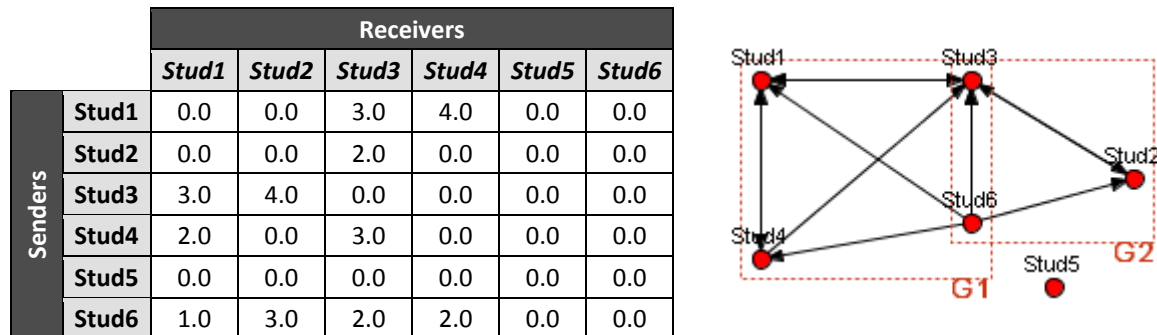 Receivers
Stud1 Stud2 Stud3 Stud4 Stud5 Stud6
Senders
Stud1 0.0 0.0 3.0 4.0 0.0 0.0
Stud2 0.0 0.0 2.0 0.0 0.0 0.0
Stud3 3.0 4.0 0.0 0.0 0.0 0.0
Stud4 2.0 0.0 3.0 0.0 0.0 0.0
Stud5 0.0 0.0 0.0 0.0 0.0 0.0
Stud6 1.0 3.0 2.0 2.0 0.0 0.0
Stud1
Stud3
Stud2
Stud6
Stud4
G2
Stud5
G1